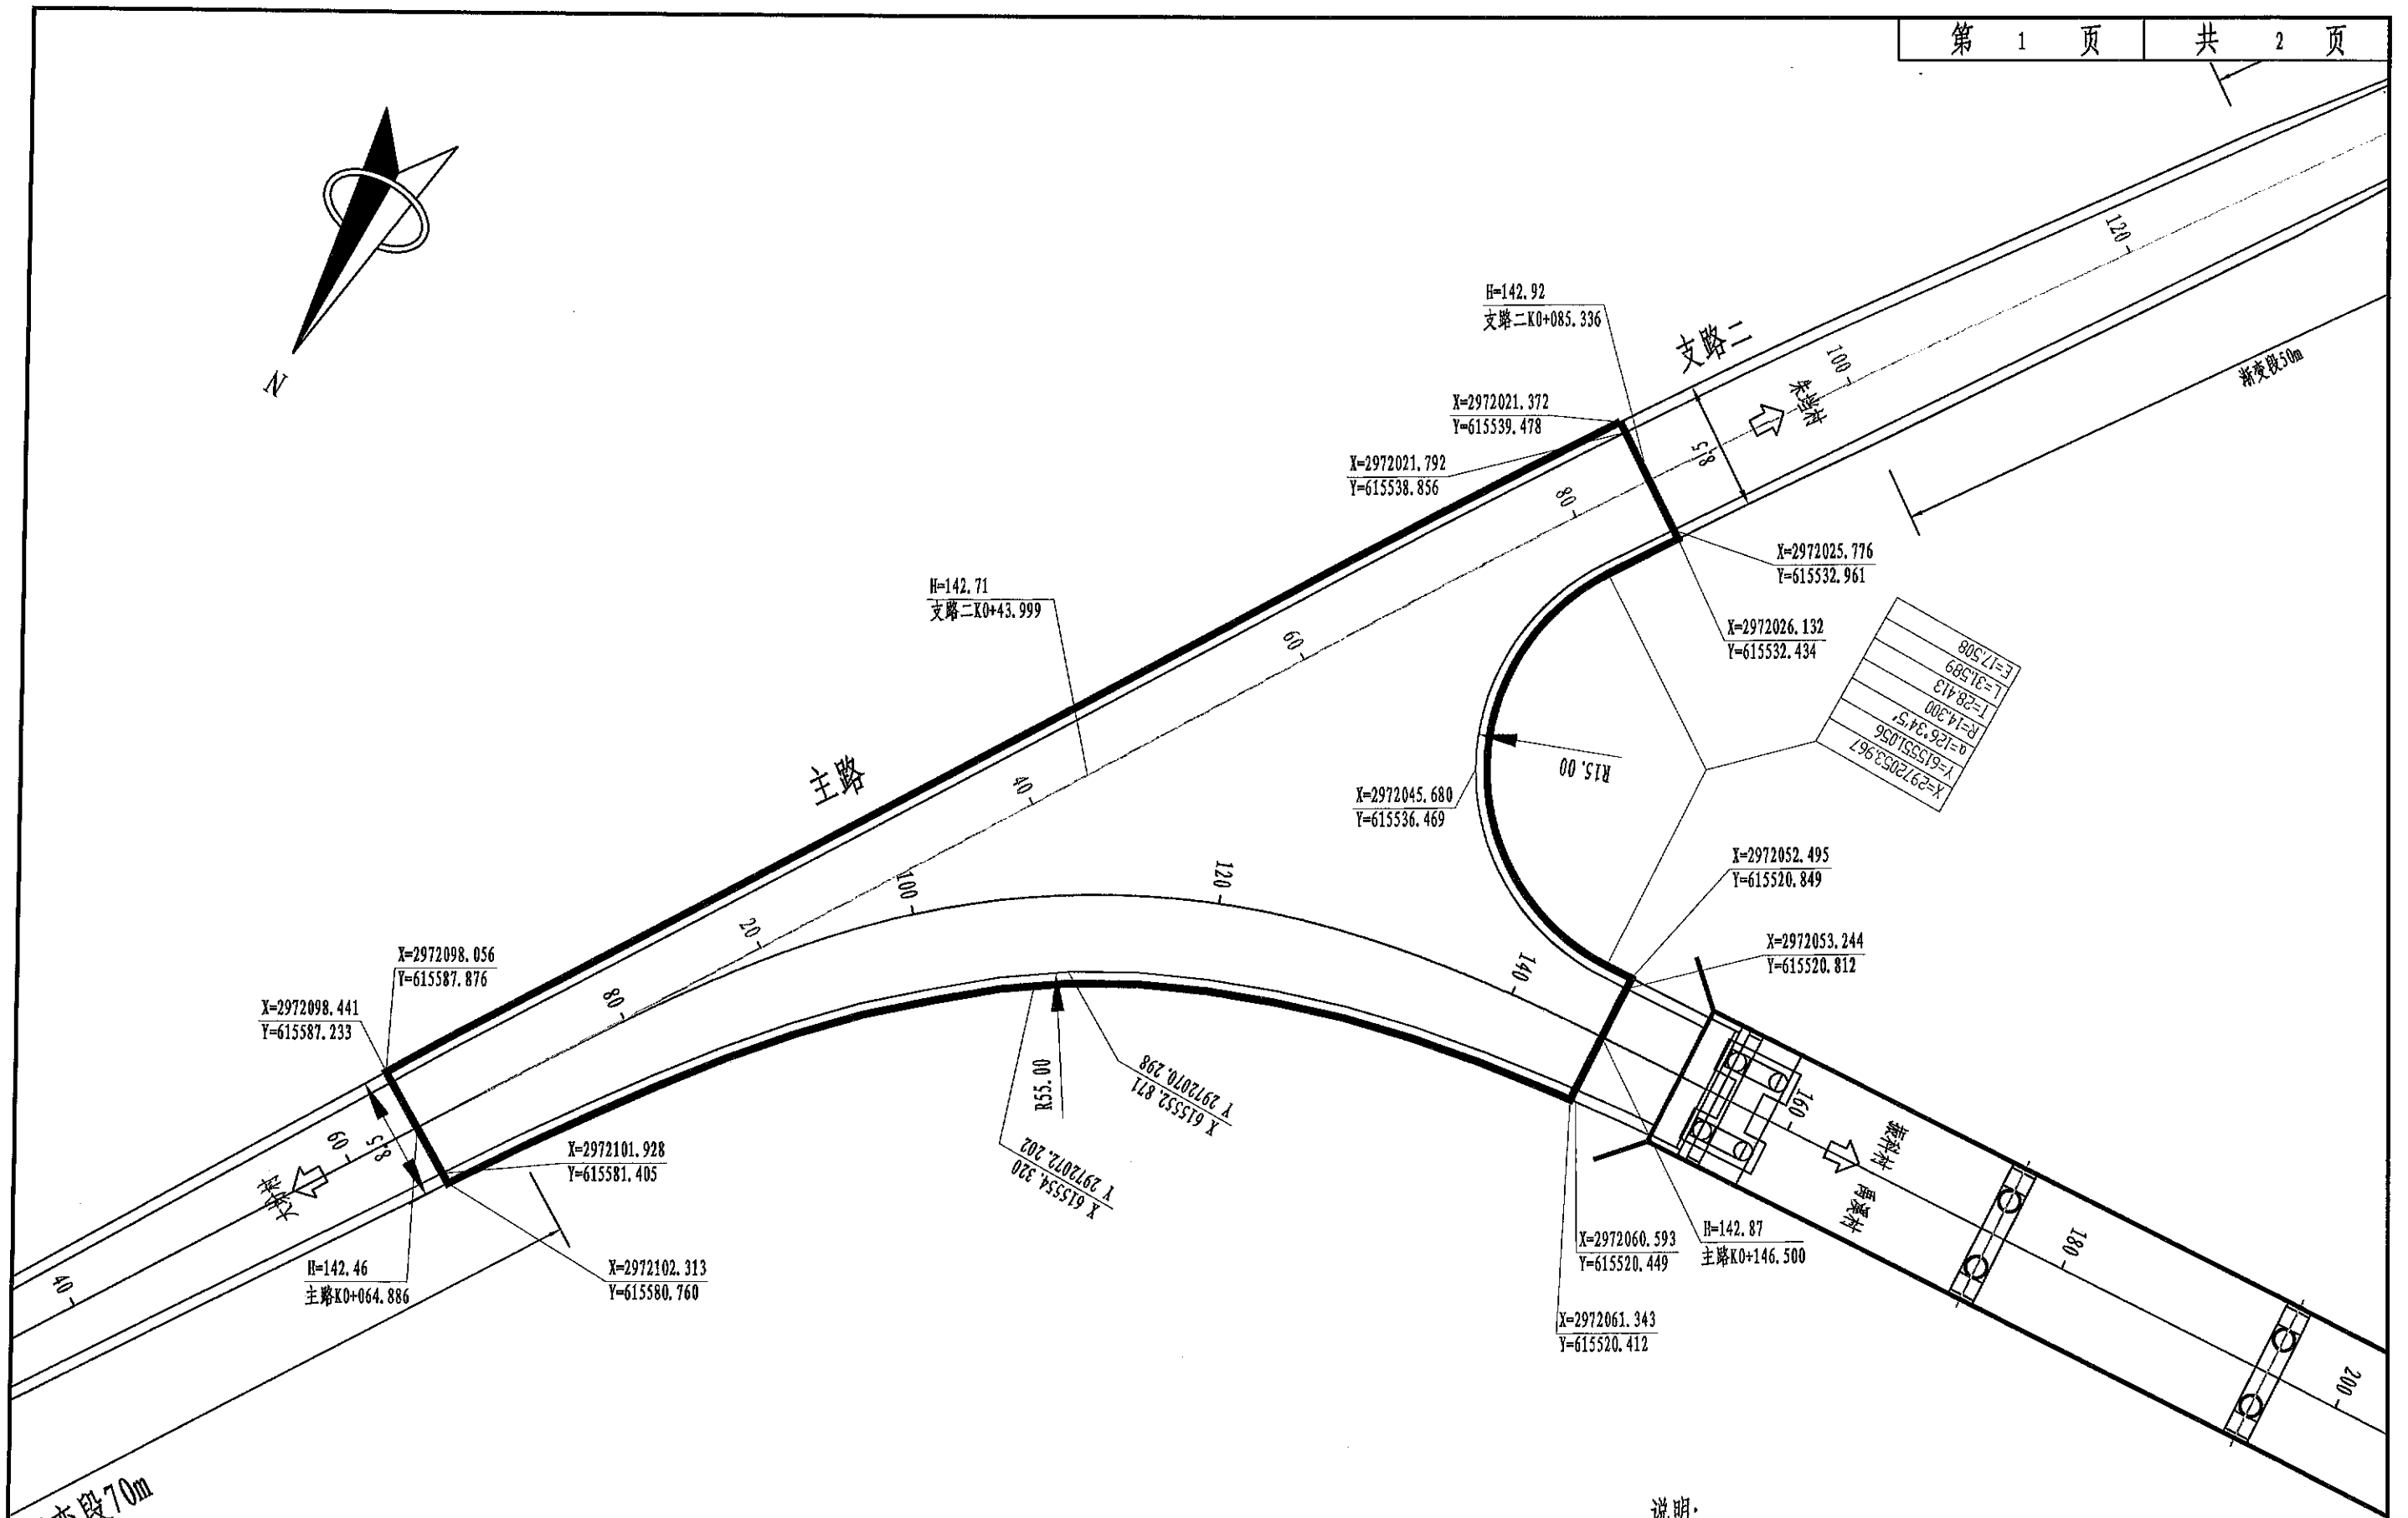 第 1 页 共 2 页
N
H=142.92
支路二K0+085.336
支路二
120
100
渐变段50m
X=2972021.372
Y=615539.478
8.5
X=2972021.792
Y=615538.856
80
X=2972025.776
Y=615532.961
H=142.71
支路二K0+43.999
60
X=2972026.132
Y=615532.434
X=2972053.967
Y=615551.056
α=126°34'5"
R=14.300
T=28.413
L=31.589
E=17.508
主路
R15.00
40
X=2972045.680
Y=615536.469
100
120
X=2972052.495
Y=615520.849
20
X=2972053.244
Y=615520.812
X=2972098.056
Y=615587.876
140
80
X=2972098.441
Y=615587.233
R55.00
X 615552.871
Y 2972070.298
160
60
8.5
X=2972101.928
Y=615581.405
X 615554.320
Y 2972072.202
180
X=2972060.593
Y=615520.449
H=142.87
主路K0+146.500
40
H=142.46
主路K0+064.886
X=2972102.313
Y=615580.760
X=2972061.343
Y=615520.412
200
段70m
说明: